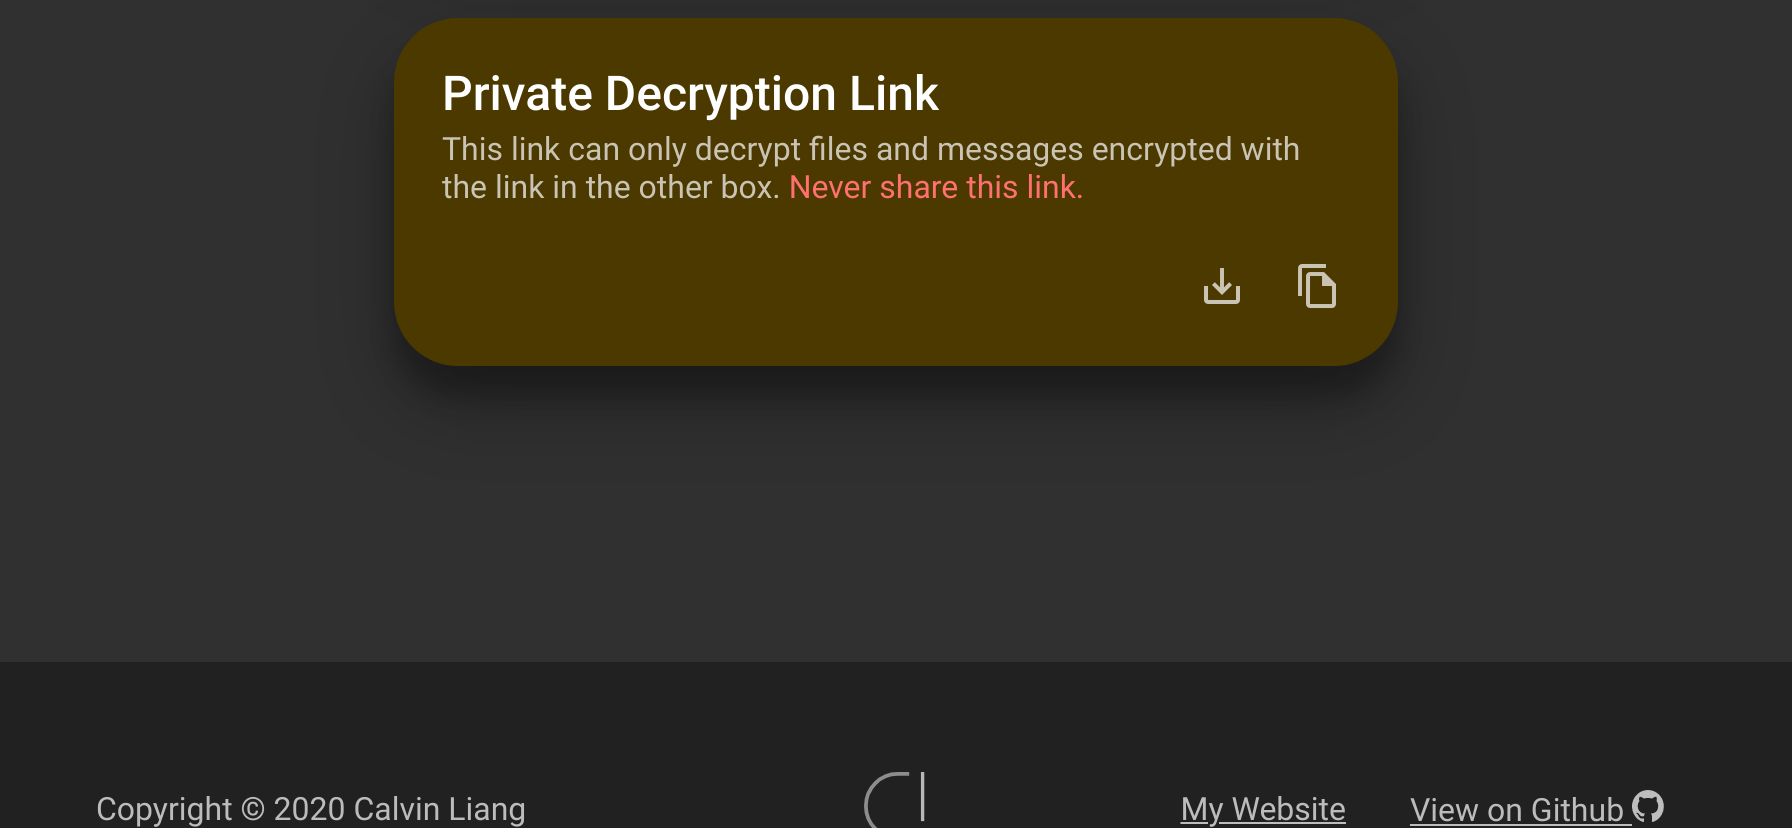 Private Decryption Link
This link can only decrypt files and messages encrypted with
the link in the other box. Never share this link.
Copyright © 2020 Calvin Liang
My Website
View on Github